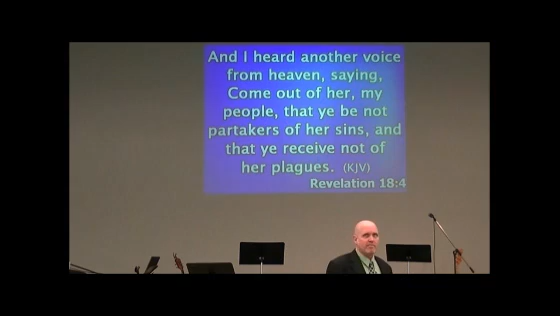 And I heard another voice
from heaven, saying,
Come out of her, my
people, that ye be not
partakers of her sins, and
that ye receive not of
her plagues. (KJV)
Revelation 18:4